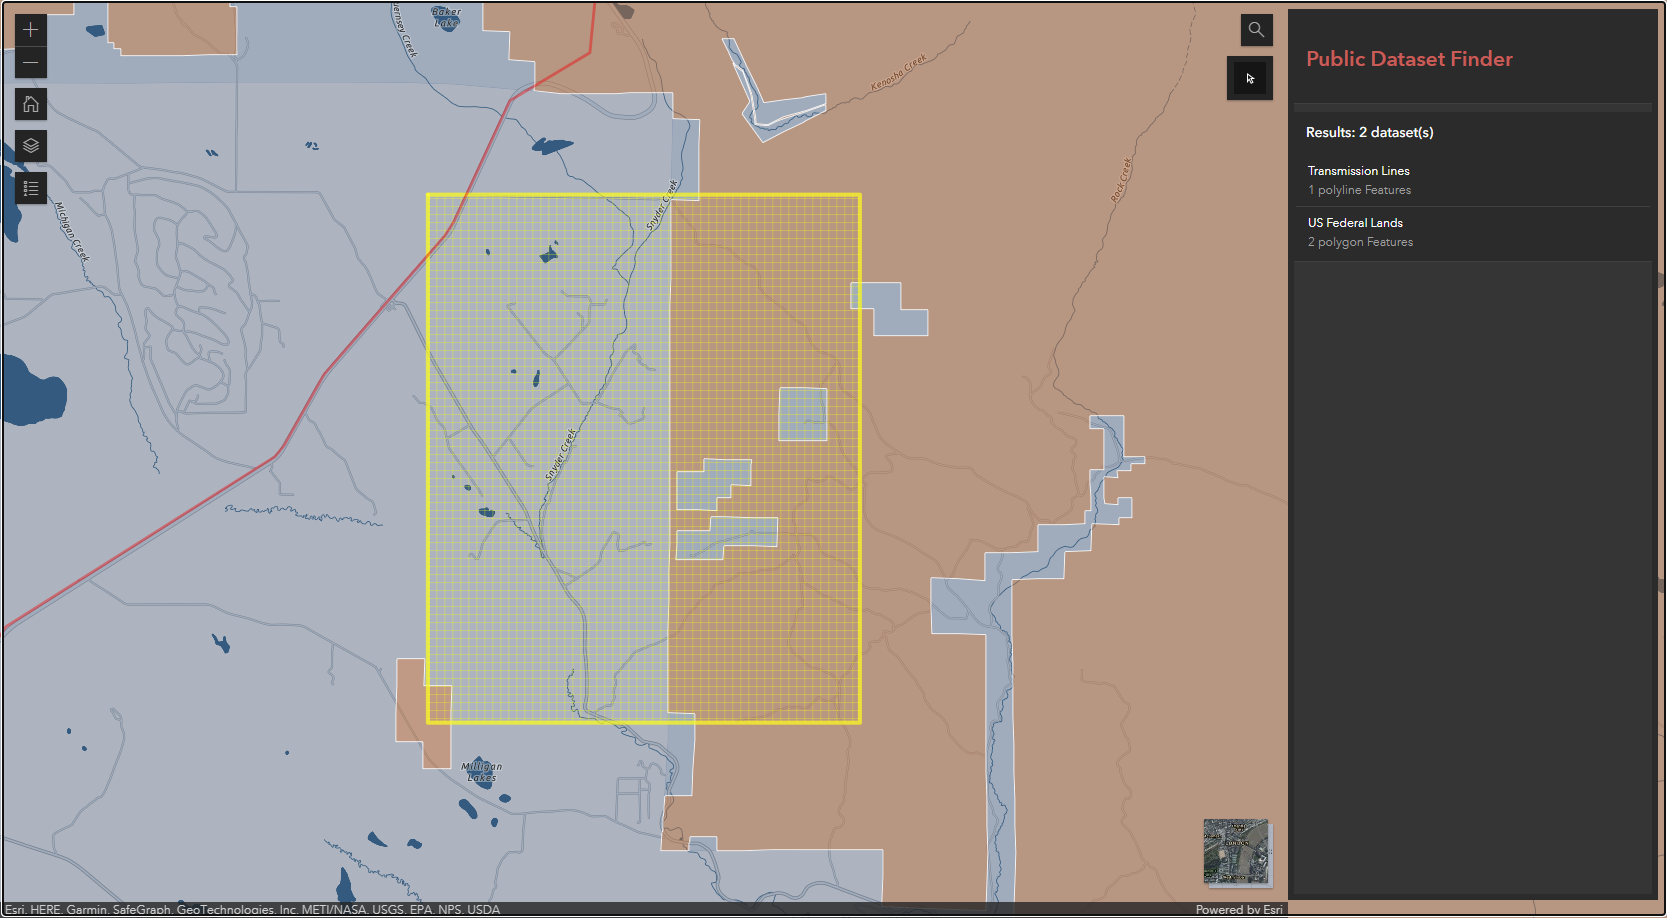 Baker
Lake
Guernsey Creek
Kenosha Creek
Rock Creek
Michigan Creek
Snyder Creek
Snyder Creek
Milligan
Lakes
Public Dataset Finder
Results: 2 dataset(s)
Transmission Lines
1 polyline Features
US Federal Lands
2 polygon Features
Esri, HERE, Garmin, SafeGraph, GeoTechnologies, Inc, METI/NASA, USGS, EPA, NPS, USDA
Powered by Esri